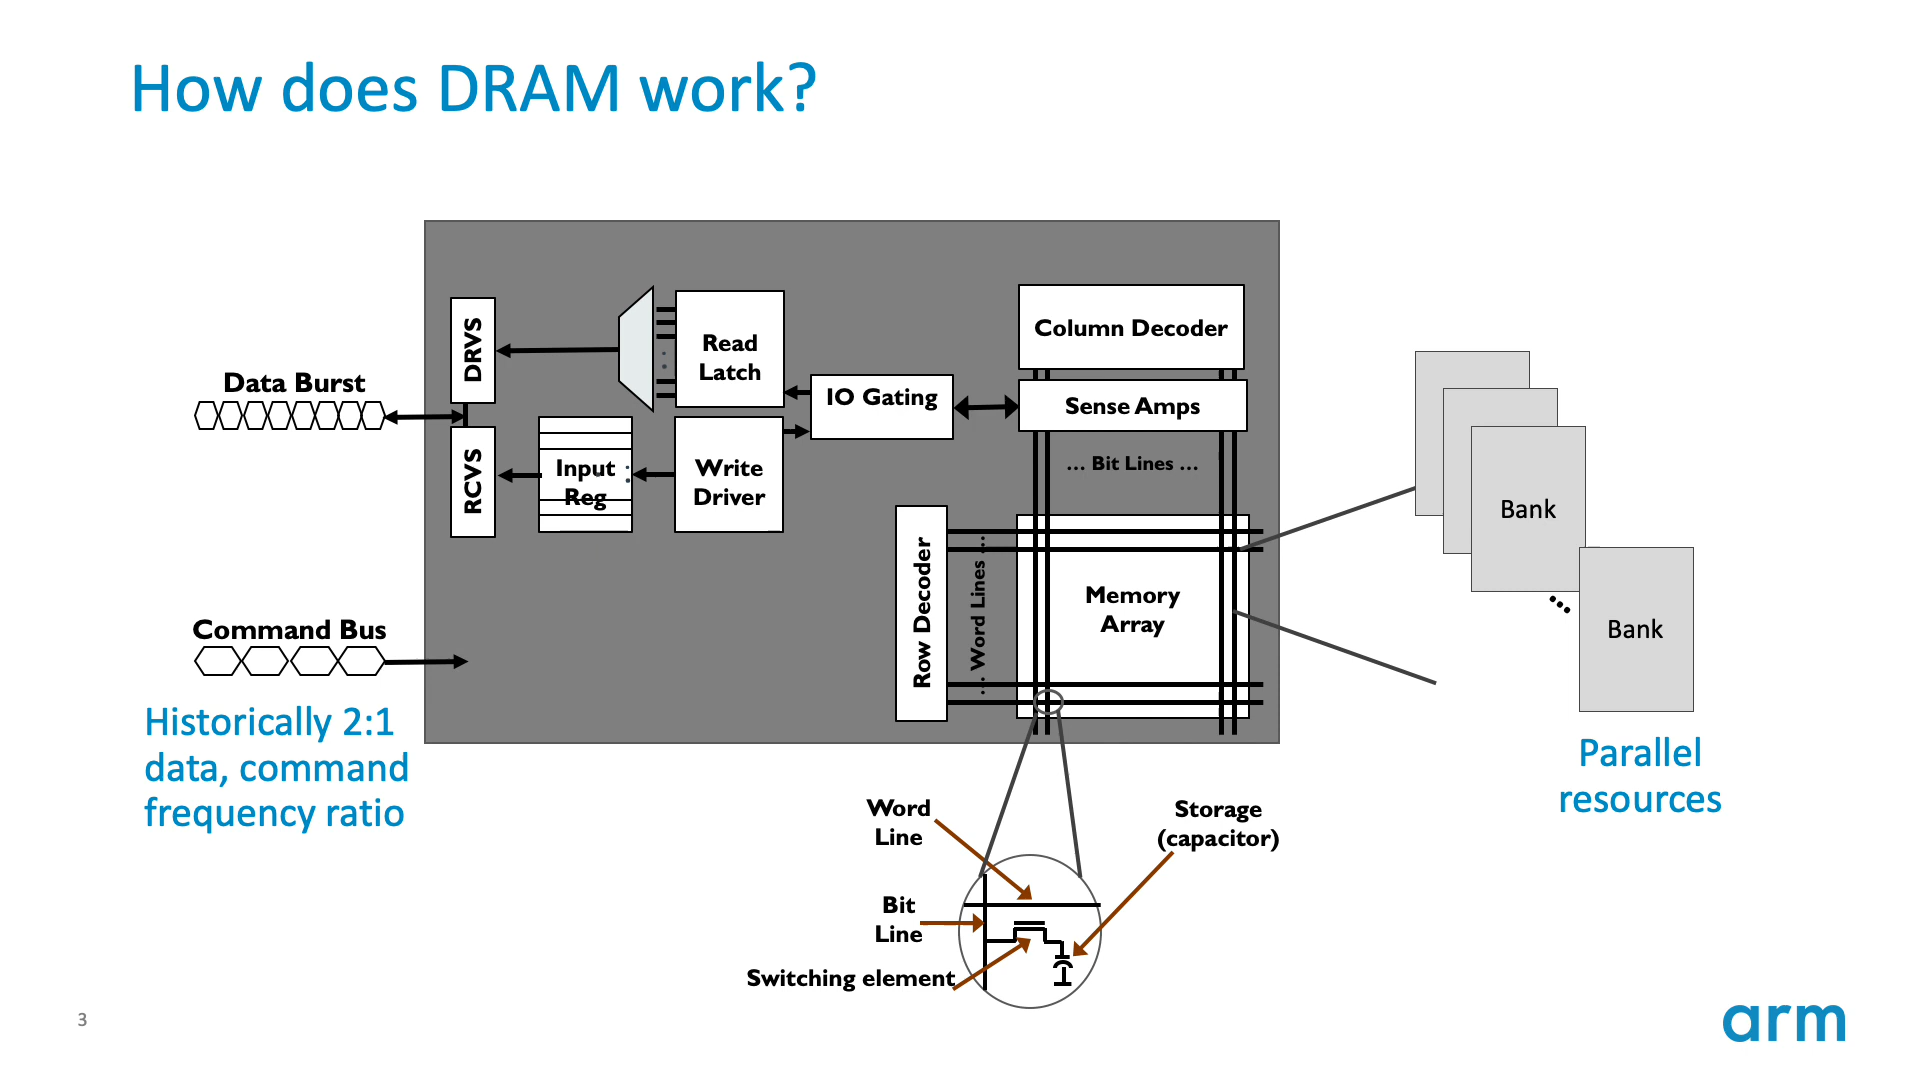 How does DRAM work?
Data Burst
DRVS
RCVS
Read
Latch
Input
Reg
Write
Driver
IO Gating
Column Decoder
Sense Amps
... Bit Lines ...
Row Decoder
... Word Lines ...
Memory
Array
Bank
Bank
Parallel
resources
Command Bus
Historically 2:1
data, command
frequency ratio
Word
Line
Bit
Line
Switching element
Storage
(capacitor)
3
arm